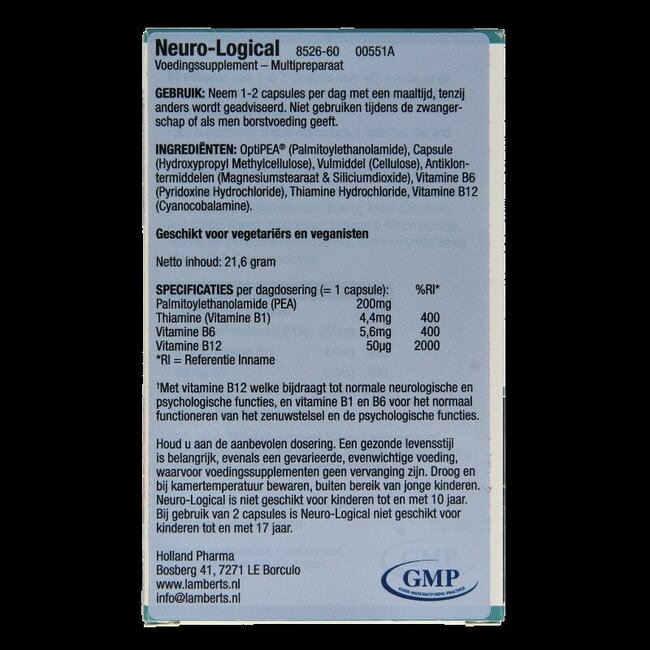 Neuro-Logical 8526-60 00551A
Voedingssupplement – Multipreparaat
GEBRUIK: Neem 1-2 capsules per dag met een maaltijd, tenzij
anders wordt geadviseerd. Niet gebruiken tijdens de zwanger-
schap of als men borstvoeding geeft.
INGREDIËNTEN: OptiPEA® (Palmitoylethanolamide), Capsule
(Hydroxypropyl Methylcellulose), Vulmiddel (Cellulose), Antiklon-
termiddelen (Magnesiumstearaat & Siliciumdioxide), Vitamine B6
(Pyridoxine Hydrochloride), Thiamine Hydrochloride, Vitamine B12
(Cyanocobalamine).
Geschikt voor vegetariërs en veganisten
Netto inhoud: 21,6 gram
SPECIFICATIES per dagdosering (= 1 capsule): %RI*
Palmitoylethanolamide (PEA) 200mg
Thiamine (Vitamine B1) 4,4mg 400
Vitamine B6 5,6mg 400
Vitamine B12 50µg 2000
*RI = Referentie Inname
†Met vitamine B12 welke bijdraagt tot normale neurologische en
psychologische functies, en vitamine B1 en B6 voor het normaal
functioneren van het zenuwstelsel en de psychologische functies.
Houd u aan de aanbevolen dosering. Een gezonde levensstijl
is belangrijk, evenals een gevarieerde, evenwichtige voeding,
waarvoor voedingssupplementen geen vervanging zijn. Droog en
bij kamertemperatuur bewaren, buiten bereik van jonge kinderen.
Neuro-Logical is niet geschikt voor kinderen tot en met 10 jaar.
Bij gebruik van 2 capsules is Neuro-Logical niet geschikt voor
kinderen tot en met 17 jaar.
Holland Pharma
Bosberg 41, 7271 LE Borculo
www.lamberts.nl
info@lamberts.nl
GMP
GOOD MANUFACTURING PRACTICE